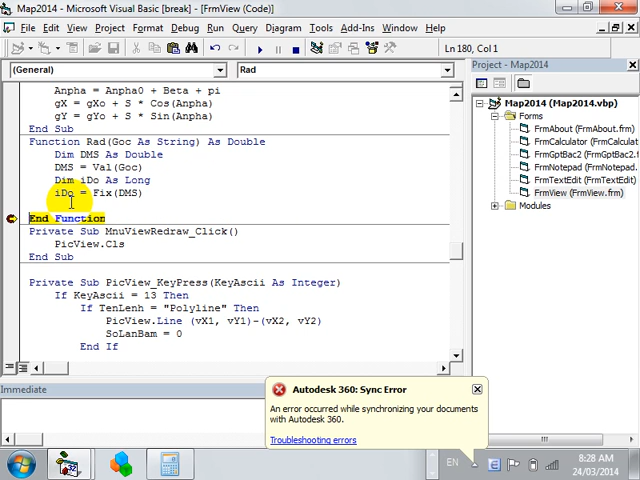 Map2014 - Microsoft Visual Basic [break] - [FrmView (Code)]
File Edit View Project Format Debug Run Query Diagram Tools Add-Ins Window Help
Ln 180, Col 1
(General) Rad
Anpha = Anpha0 + Beta + pi
gX = gXo + S * Cos(Anpha)
gY = gYo + S * Sin(Anpha)
End Sub
Function Rad(Goc As String) As Double
Dim DMS As Double
DMS = Val(Goc)
Dim iDo As Long
iDo = Fix(DMS)
End Function
Private Sub MnuViewRedraw_Click()
PicView.Cls
End Sub
Private Sub PicView_KeyPress(KeyAscii As Integer)
If KeyAscii = 13 Then
If TenLenh = "Polyline" Then
PicView.Line (vX1, vY1)-(vX2, vY2)
SoLanBam = 0
End If
Project - Map2014
Map2014 (Map2014.vbp)
Forms
FrmAbout (FrmAbout.frm)
FrmCalculator (FrmCalculat
FrmGptBac2 (FrmGptBac2.
FrmNotepad (FrmNotepad.
FrmTextEdit (FrmTextEdit.
FrmView (FrmView.frm)
Modules
Immediate
Autodesk 360: Sync Error
An error occurred while synchronizing your documents
with Autodesk 360.
Troubleshooting errors
32
EN
8:28 AM
24/03/2014